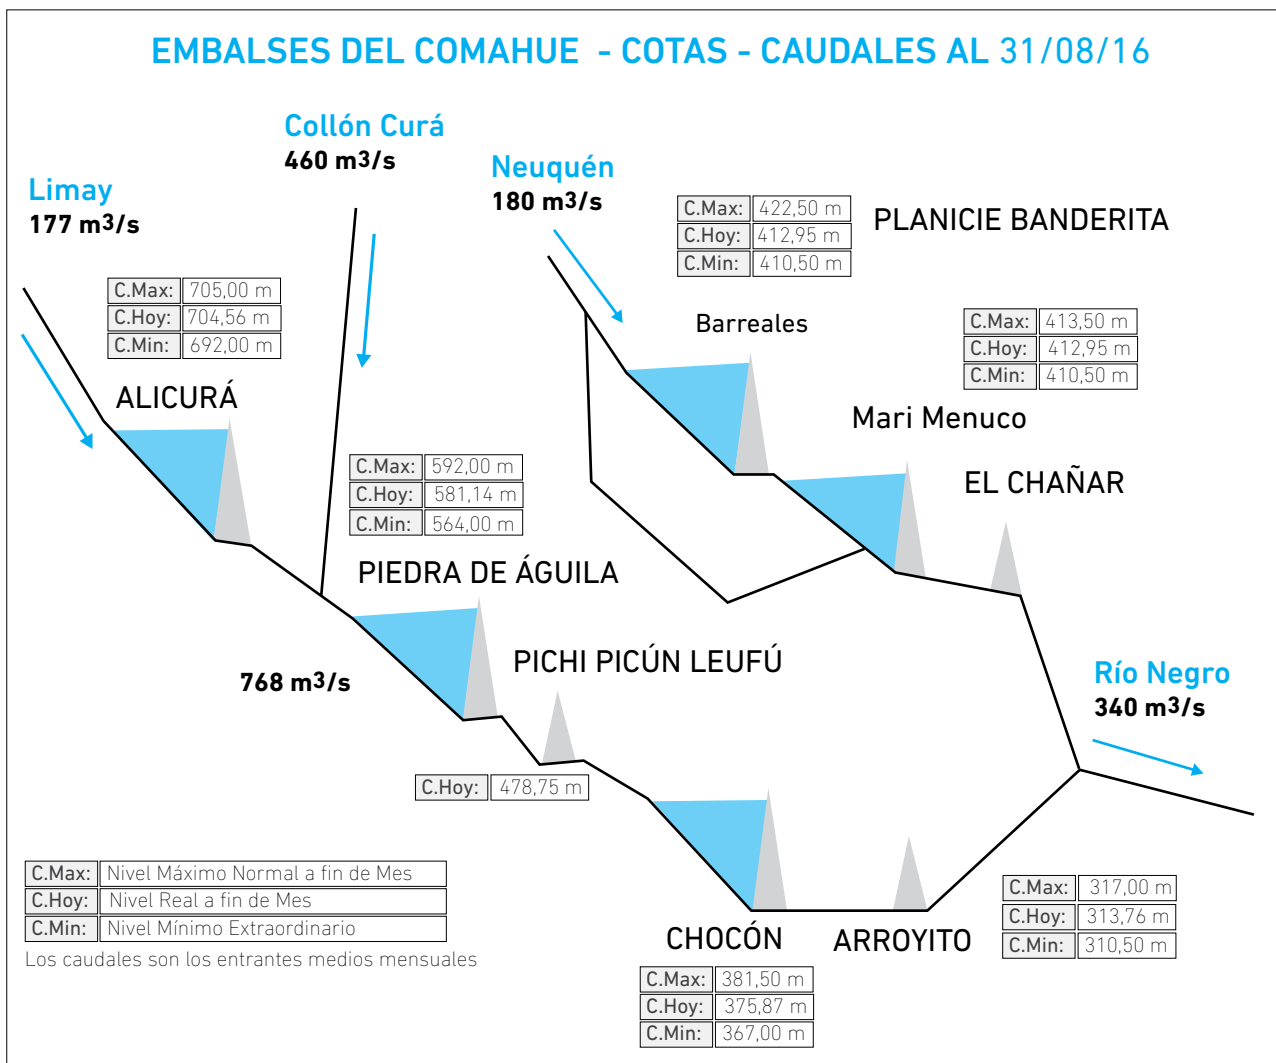 EMBALSES DEL COMAHUE - COTAS - CAUDALES AL 31/08/16
Collón Curá
460 m3/s
Neuquén
180 m3/s
Limay
177 m3/s
C.Max: 422,50 m
C.Hoy: 412,95 m
C.Min: 410,50 m
PLANICIE BANDERITA
C.Max: 705,00 m
C.Hoy: 704,56 m
C.Min: 692,00 m
ALICURÁ
Barreales
C.Max: 413,50 m
C.Hoy: 412,95 m
C.Min: 410,50 m
Mari Menuco
EL CHAÑAR
C.Max: 592,00 m
C.Hoy: 581,14 m
C.Min: 564,00 m
PIEDRA DE ÁGUILA
768 m3/s
PICHI PICÚN LEUFÚ
Río Negro
340 m3/s
C.Hoy: 478,75 m
C.Max: Nivel Máximo Normal a fin de Mes
C.Hoy: Nivel Real a fin de Mes
C.Min: Nivel Mínimo Extraordinario
Los caudales son los entrantes medios mensuales
CHOCÓN
C.Max: 381,50 m
C.Hoy: 375,87 m
C.Min: 367,00 m
ARROYITO
C.Max: 317,00 m
C.Hoy: 313,76 m
C.Min: 310,50 m